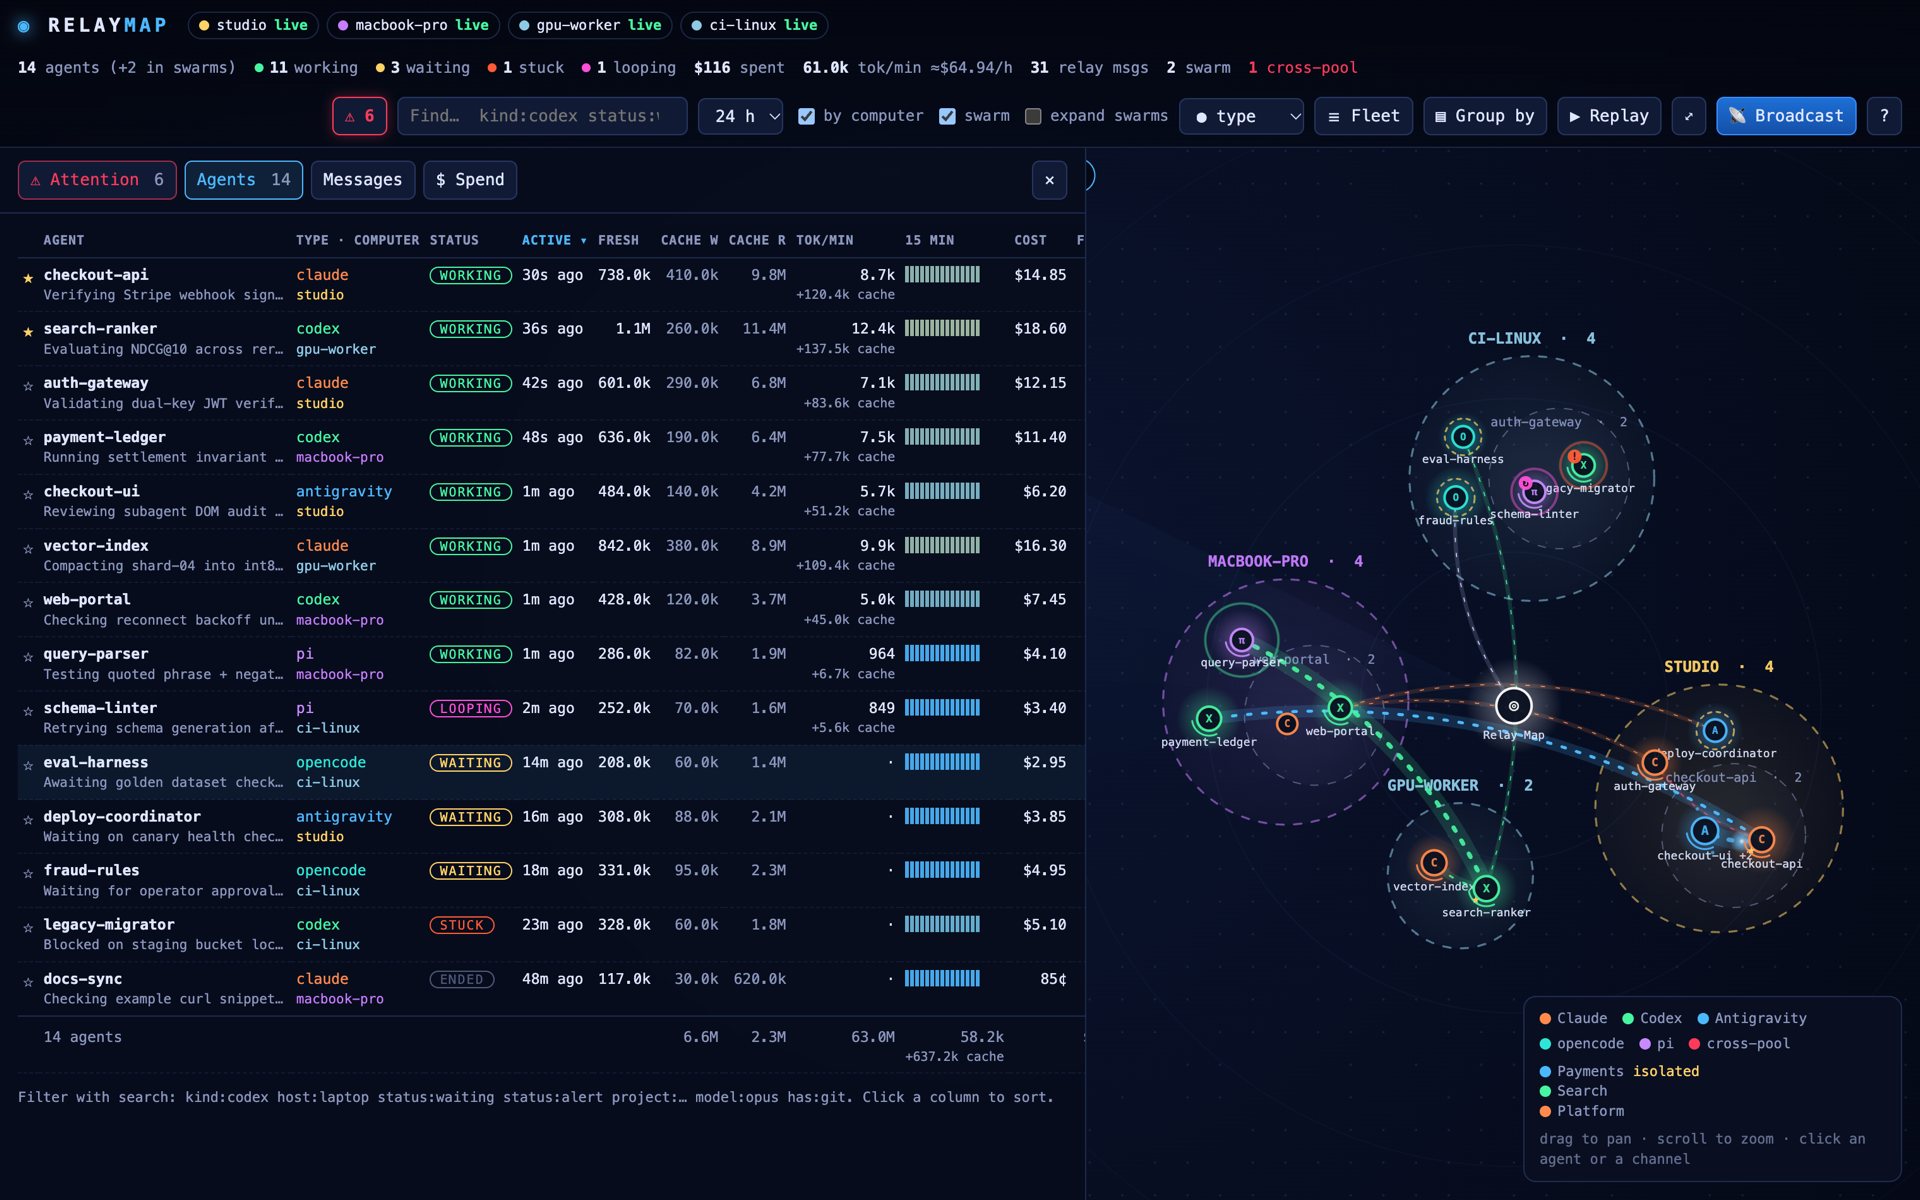 ◉ RELAYMAP
studio live
macbook-pro live
gpu-worker live
ci-linux live
14 agents (+2 in swarms) 11 working 3 waiting 1 stuck 1 looping $116 spent 61.0k tok/min ≈$64.94/h 31 relay msgs 2 swarm 1 cross-pool
⚠ 6
Find… kind:codex status:
24 h
by computer
swarm
expand swarms
● type
≡ Fleet
▤ Group by
▶ Replay
⤢
📡 Broadcast
?
⚠ Attention 6
Agents 14
Messages
$ Spend
×
AGENT TYPE · COMPUTER STATUS ACTIVE ▾ FRESH CACHE W CACHE R TOK/MIN 15 MIN COST F
★ checkout-api claude WORKING 30s ago 738.0k 410.0k 9.8M 8.7k $14.85
Verifying Stripe webhook sign… studio +120.4k cache
★ search-ranker codex WORKING 36s ago 1.1M 260.0k 11.4M 12.4k $18.60
Evaluating NDCG@10 across rer… gpu-worker +137.5k cache
☆ auth-gateway claude WORKING 42s ago 601.0k 290.0k 6.8M 7.1k $12.15
Validating dual-key JWT verif… studio +83.6k cache
☆ payment-ledger codex WORKING 48s ago 636.0k 190.0k 6.4M 7.5k $11.40
Running settlement invariant … macbook-pro +77.7k cache
☆ checkout-ui antigravity WORKING 1m ago 484.0k 140.0k 4.2M 5.7k $6.20
Reviewing subagent DOM audit … studio +51.2k cache
☆ vector-index claude WORKING 1m ago 842.0k 380.0k 8.9M 9.9k $16.30
Compacting shard-04 into int8… gpu-worker +109.4k cache
☆ web-portal codex WORKING 1m ago 428.0k 120.0k 3.7M 5.0k $7.45
Checking reconnect backoff un… macbook-pro +45.0k cache
☆ query-parser pi WORKING 1m ago 286.0k 82.0k 1.9M 964 $4.10
Testing quoted phrase + negat… macbook-pro +6.7k cache
☆ schema-linter pi LOOPING 2m ago 252.0k 70.0k 1.6M 849 $3.40
Retrying schema generation af… ci-linux +5.6k cache
☆ eval-harness opencode WAITING 14m ago 208.0k 60.0k 1.4M · $2.95
Awaiting golden dataset check… ci-linux
☆ deploy-coordinator antigravity WAITING 16m ago 308.0k 88.0k 2.1M · $3.85
Waiting on canary health chec… studio
☆ fraud-rules opencode WAITING 18m ago 331.0k 95.0k 2.3M · $4.95
Waiting for operator approval… ci-linux
☆ legacy-migrator codex STUCK 23m ago 328.0k 60.0k 1.8M · $5.10
Blocked on staging bucket loc… ci-linux
☆ docs-sync claude ENDED 48m ago 117.0k 30.0k 620.0k · 85¢
Checking example curl snippet… macbook-pro
14 agents 6.6M 2.3M 63.0M 58.2k
+637.2k cache
Filter with search: kind:codex host:laptop status:waiting status:alert project:… model:opus has:git. Click a column to sort.
CI-LINUX · 4
auth-gateway · 2
O
eval-harness
! X
gacy-migrator
O
fraud-rules
π
schema-linter
MACBOOK-PRO · 4
π
query-parser
portal · 2
X
payment-ledger
C
X
web-portal
◎
Relay Map
STUDIO · 4
A
eploy-coordinator
C
auth-gateway
checkout-api · 2
A
checkout-ui +2
C
checkout-api
GPU-WORKER · 2
C
vector-index
X
search-ranker
Claude Codex Antigravity
opencode pi cross-pool
Payments isolated
Search
Platform
drag to pan · scroll to zoom · click an
agent or a channel